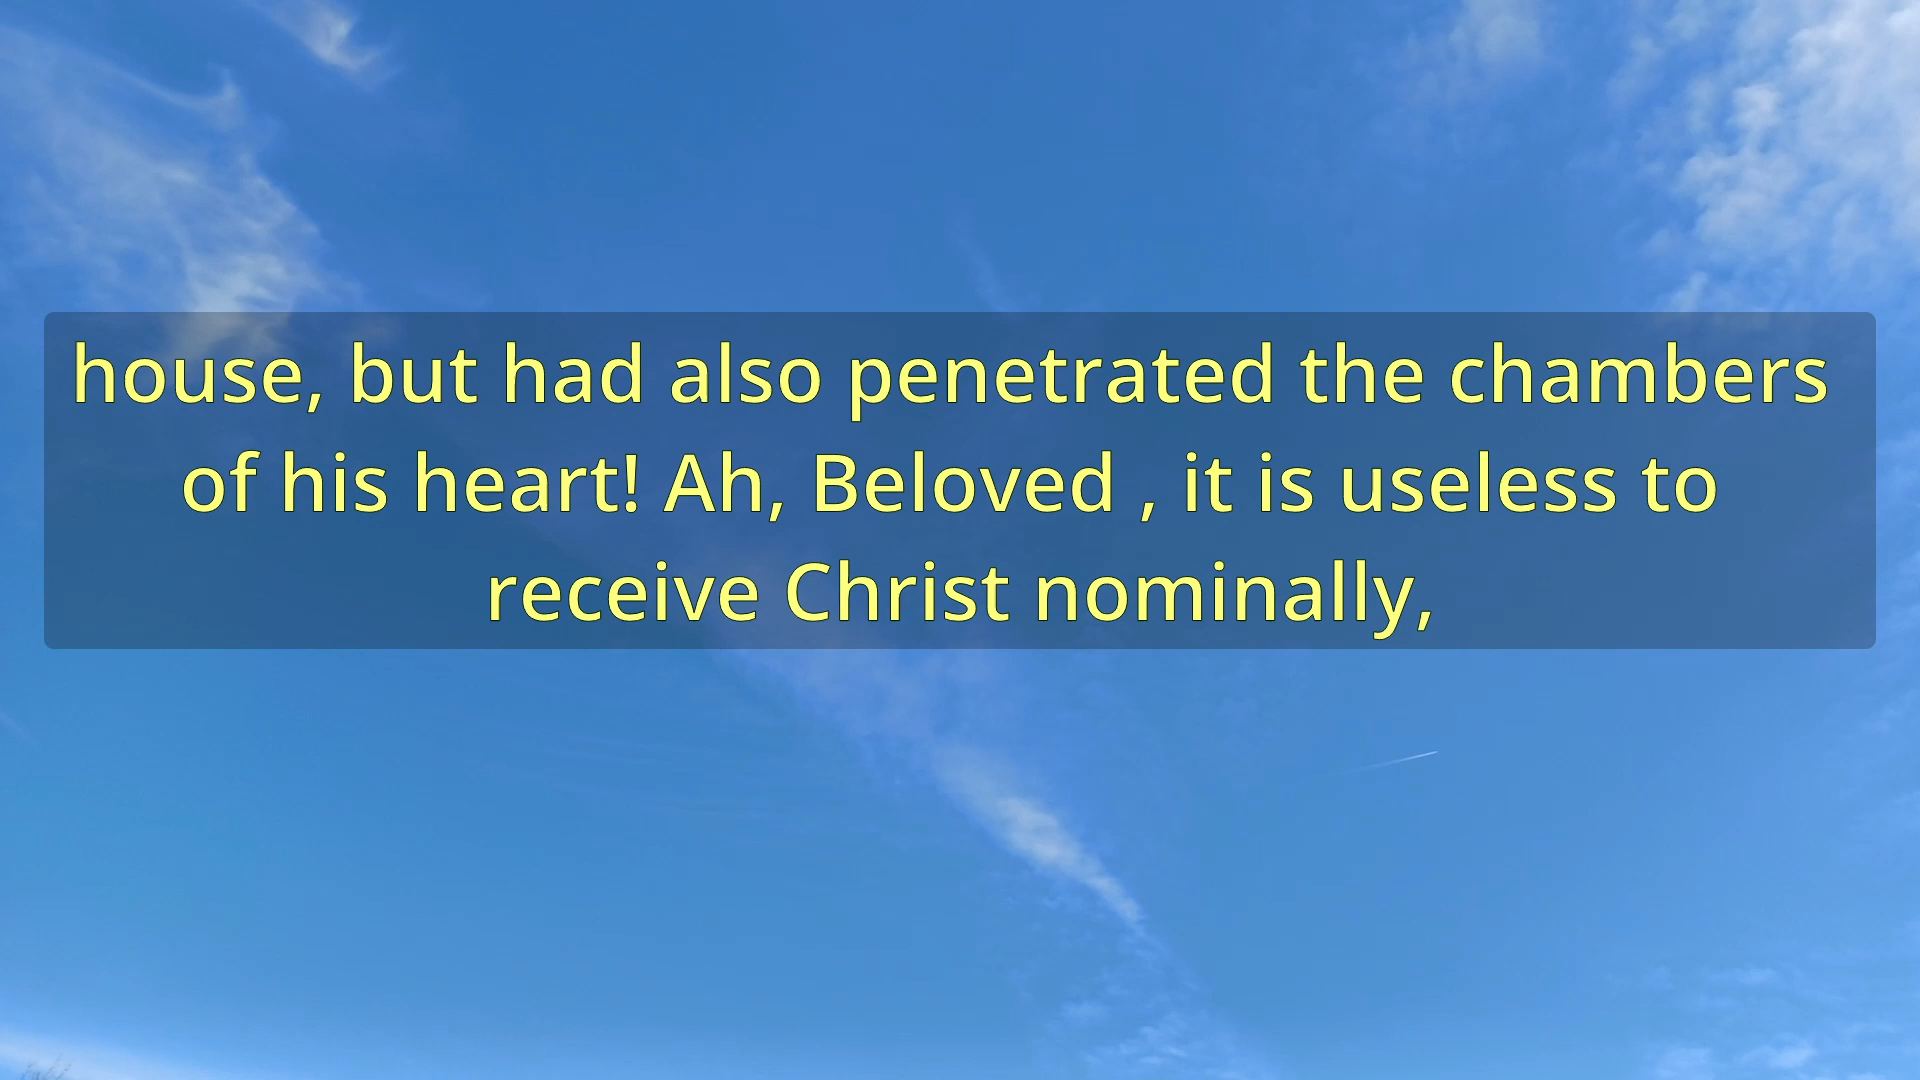 house, but had also penetrated the chambers
of his heart! Ah, Beloved , it is useless to
receive Christ nominally,